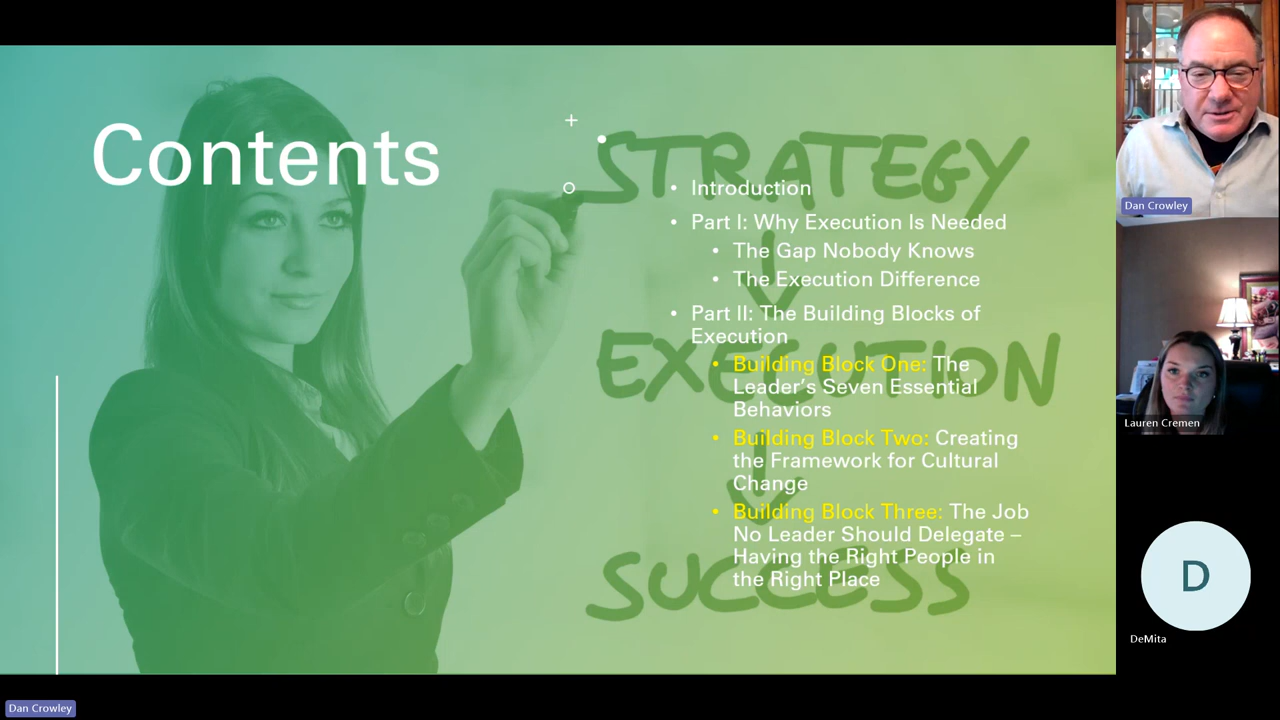 Contents
STRATEGY
EXECUTION
SUCCESS
• Introduction
• Part I: Why Execution Is Needed
• The Gap Nobody Knows
• The Execution Difference
• Part II: The Building Blocks of
Execution
• Building Block One: The
Leader’s Seven Essential
Behaviors
• Building Block Two: Creating
the Framework for Cultural
Change
• Building Block Three: The Job
No Leader Should Delegate –
Having the Right People in
the Right Place
Dan Crowley
Lauren Cremen
D
DeMita
Dan Crowley